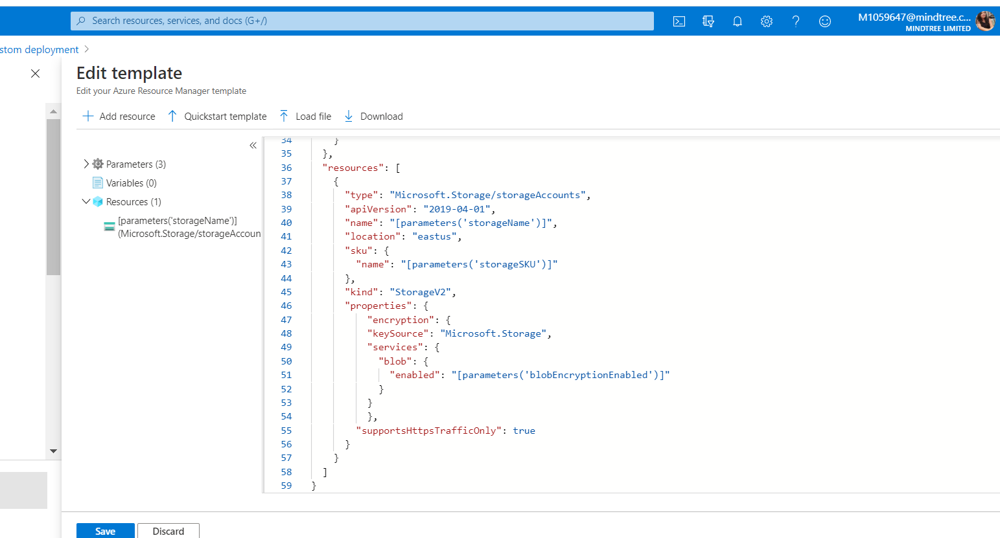 Search resources, services, and docs (G+/)
M1059647@mindtree.c...
MINDTREE LIMITED
stom deployment
Edit template
Edit your Azure Resource Manager template
Add resource
Quickstart template
Load file
Download
Parameters (3)
Variables (0)
Resources (1)
[parameters('storageName')]
(Microsoft.Storage/storageAccoun
34 }
35 },
36 "resources": [
37 {
38 "type": "Microsoft.Storage/storageAccounts",
39 "apiVersion": "2019-04-01",
40 "name": "[parameters('storageName')]",
41 "location": "eastus",
42 "sku": {
43 "name": "[parameters('storageSKU')]"
44 },
45 "kind": "StorageV2",
46 "properties": {
47 "encryption": {
48 "keySource": "Microsoft.Storage",
49 "services": {
50 "blob": {
51 "enabled": "[parameters('blobEncryptionEnabled')]"
52 }
53 }
54 },
55 "supportsHttpsTrafficOnly": true
56 }
57 }
58 ]
59 }
Save
Discard